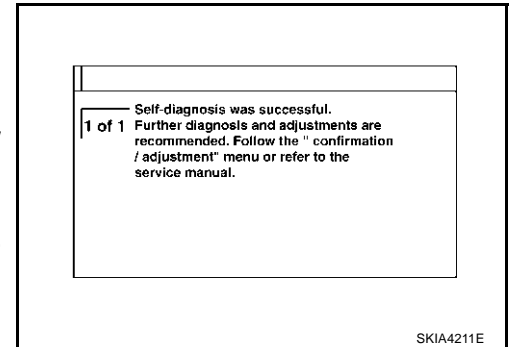 Self-diagnosis was successful.
1 of 1 Further diagnosis and adjustments are
recommended. Follow the " confirmation
/ adjustment" menu or refer to the
service manual.
SKIA4211E